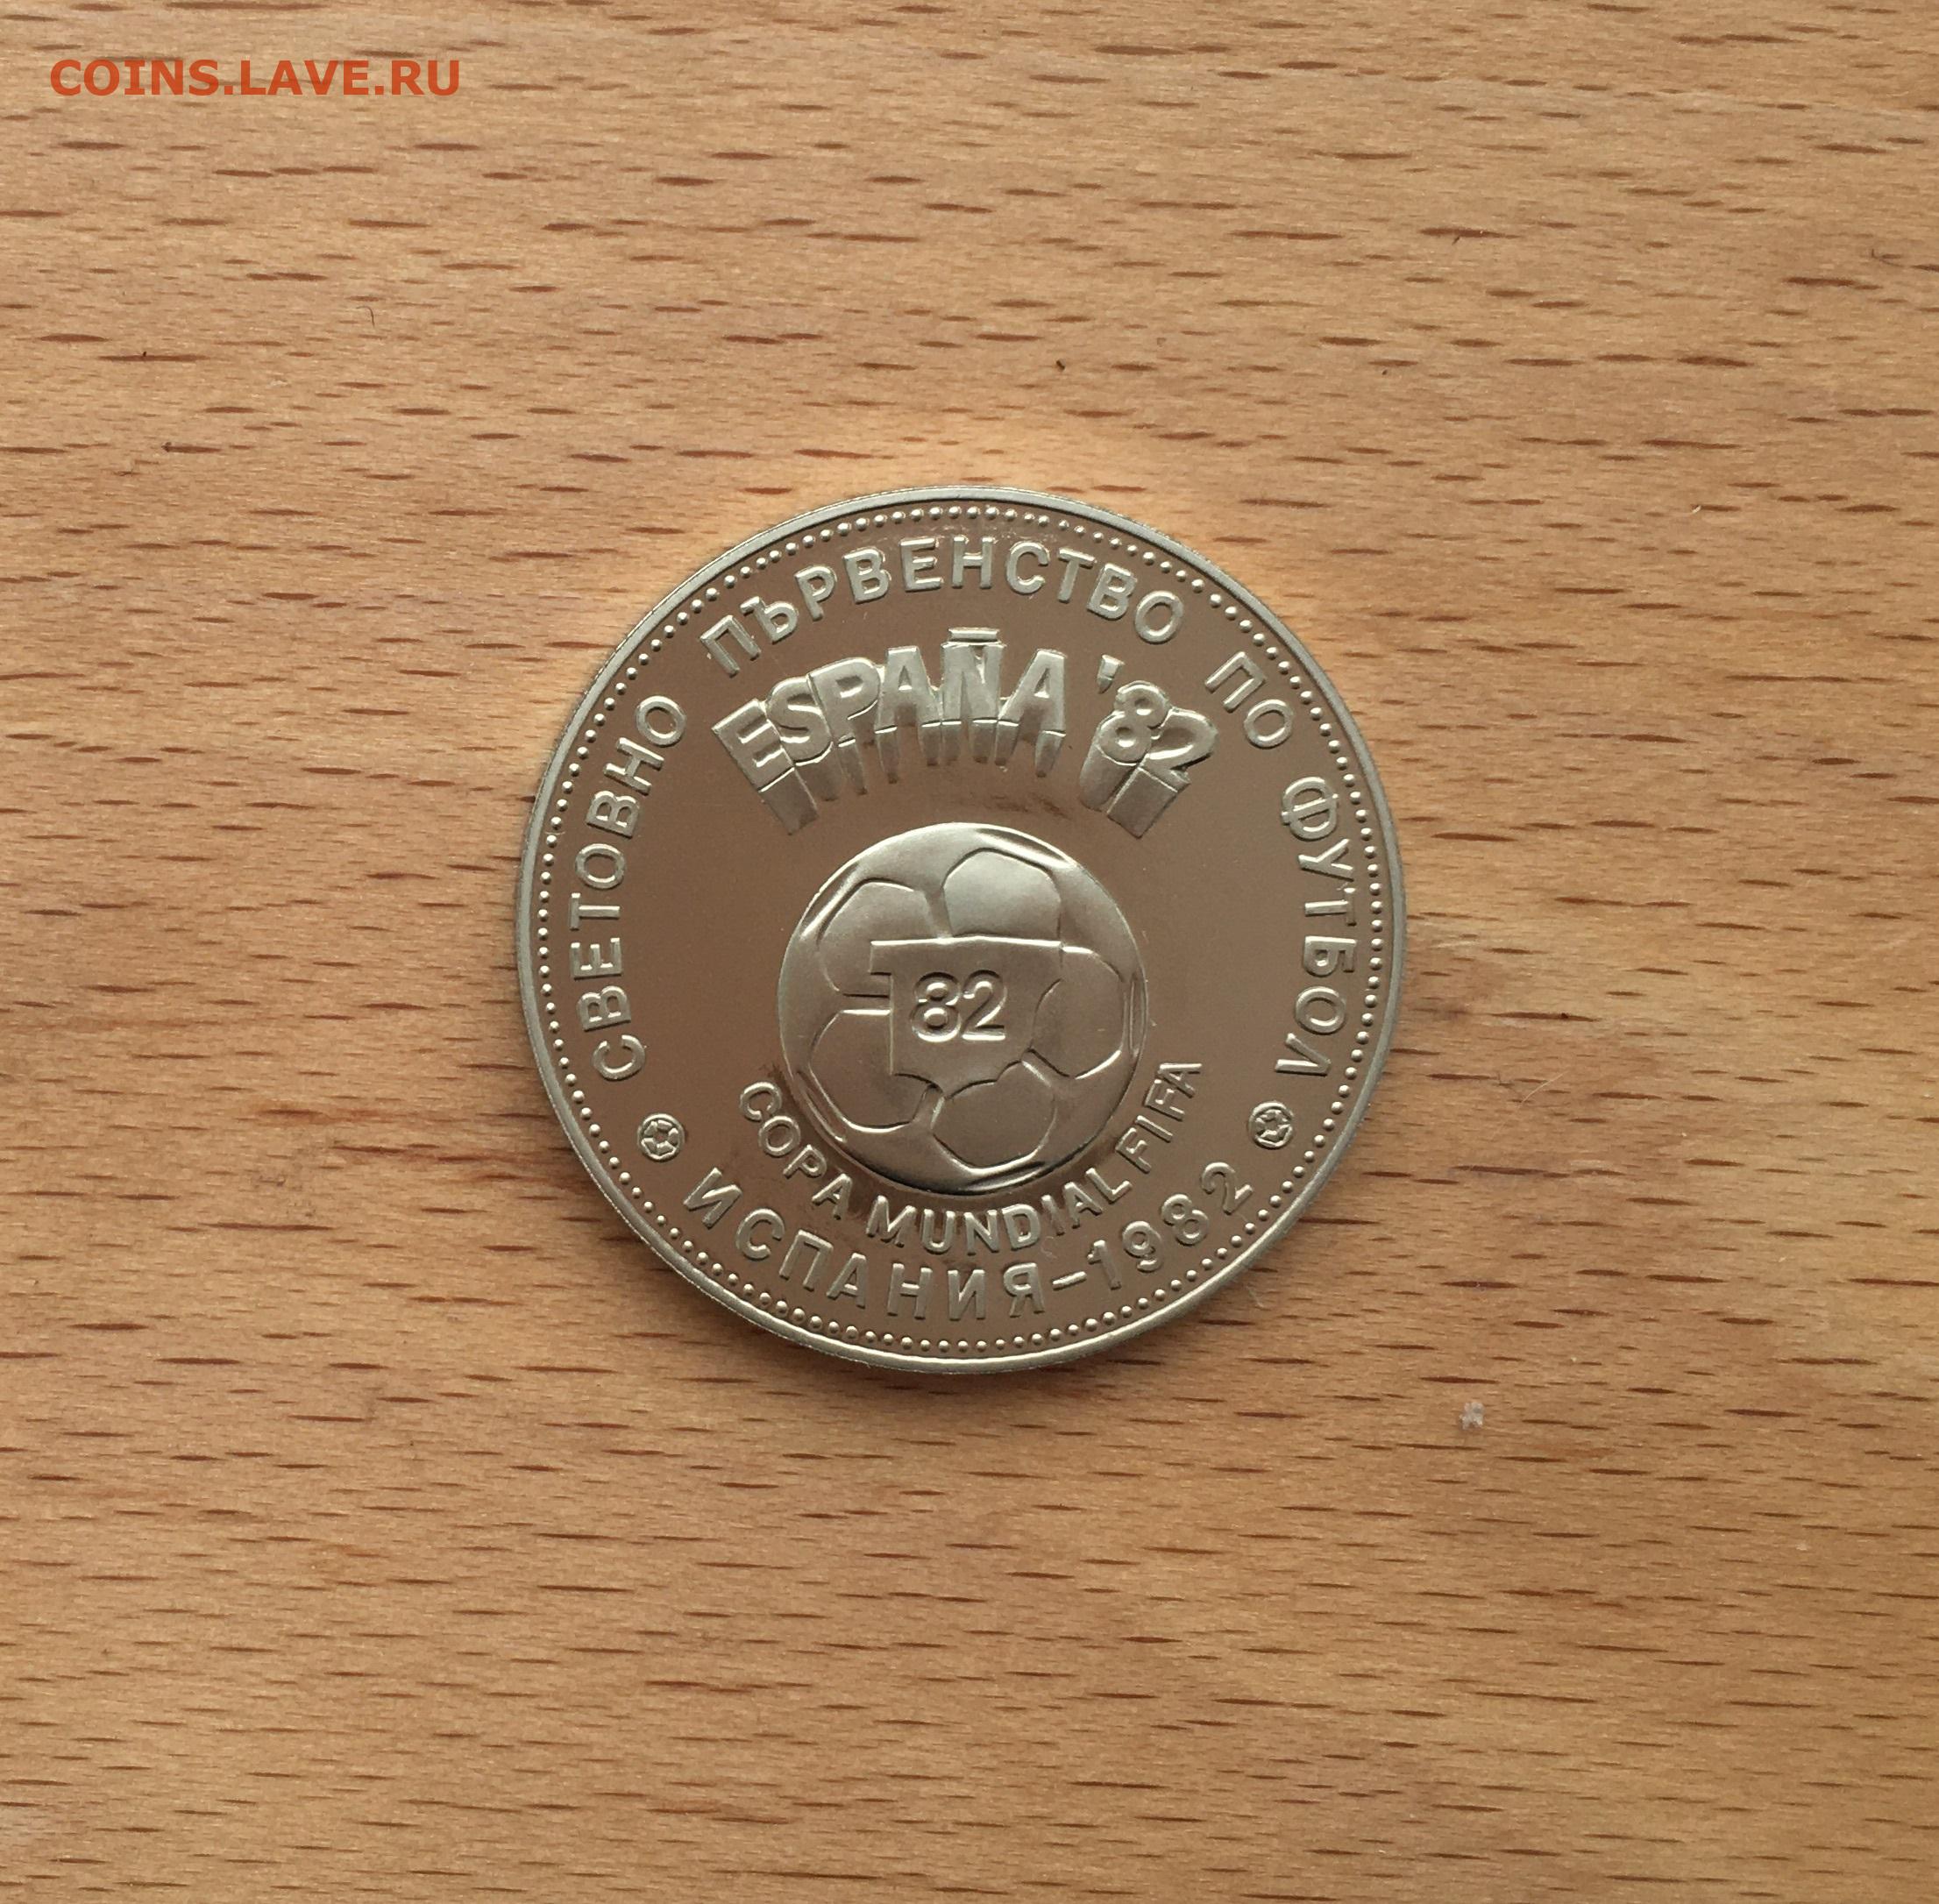 COINS.LAVE.RU
СВЕТОВНО ПЪРВЕНСТВО ПО ФУТБОЛ
ESPAÑA '82
82
COPA MUNDIAL FIFA
ИСПАНИЯ-1982